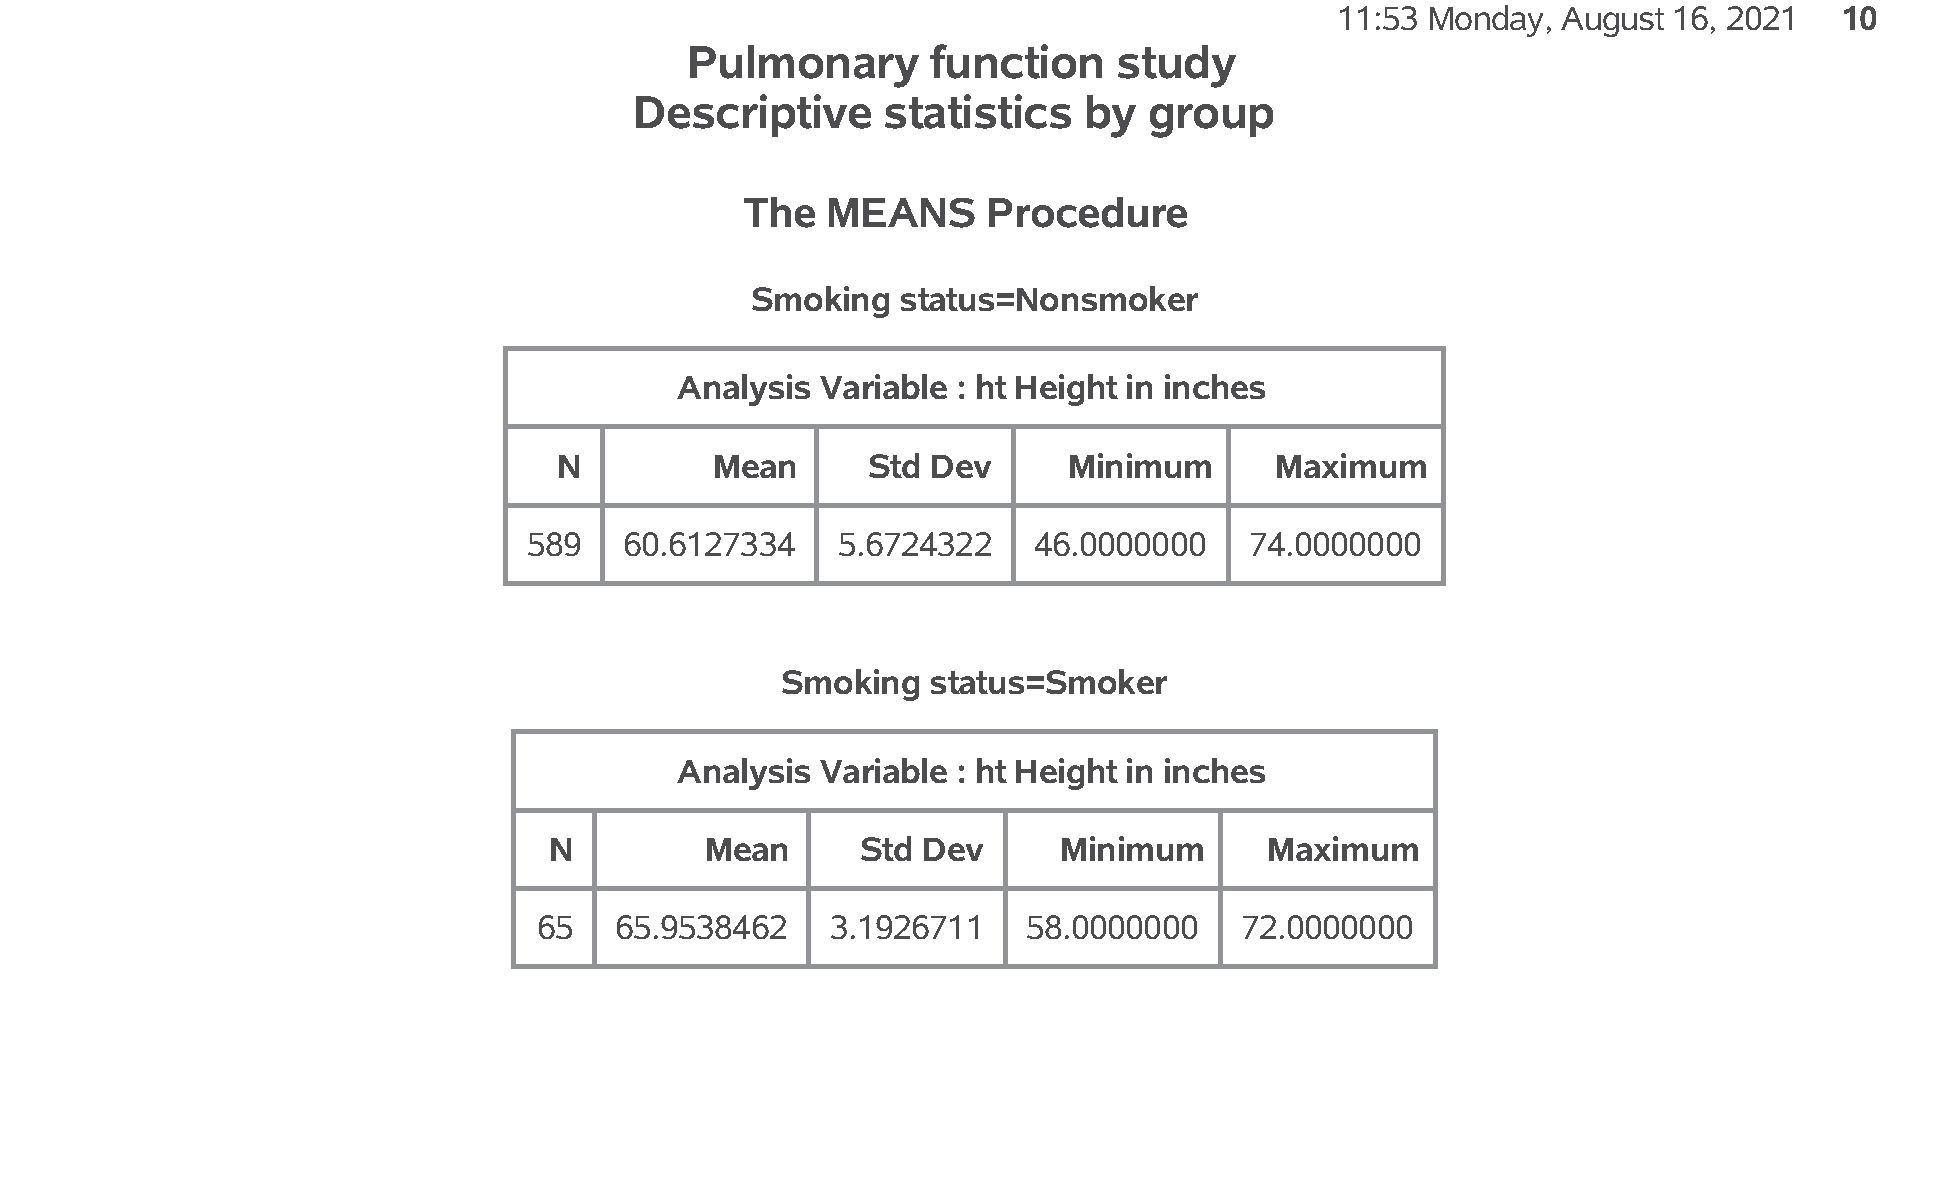 11:53 Monday, August 16, 2021 10
Pulmonary function study
Descriptive statistics by group
The MEANS Procedure
Smoking status=Nonsmoker
Analysis Variable : ht Height in inches
N Mean Std Dev Minimum Maximum
589 60.6127334 5.6724322 46.0000000 74.0000000
Smoking status=Smoker
Analysis Variable : ht Height in inches
N Mean Std Dev Minimum Maximum
65 65.9538462 3.1926711 58.0000000 72.0000000